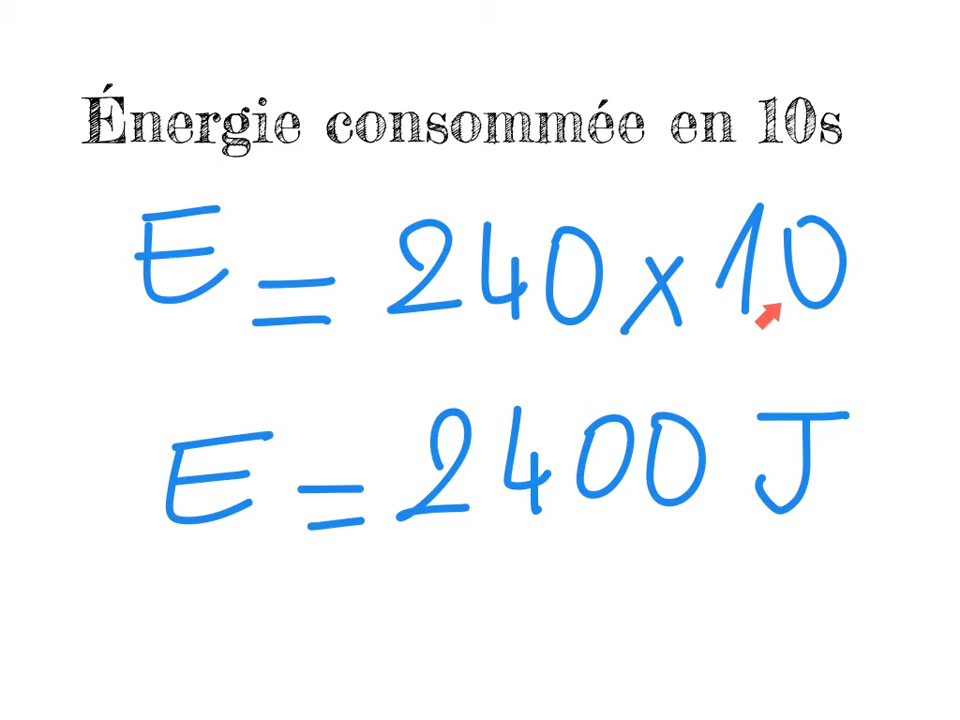 Énergie consommée en 10s
E = 240 x 10
E = 2400 J